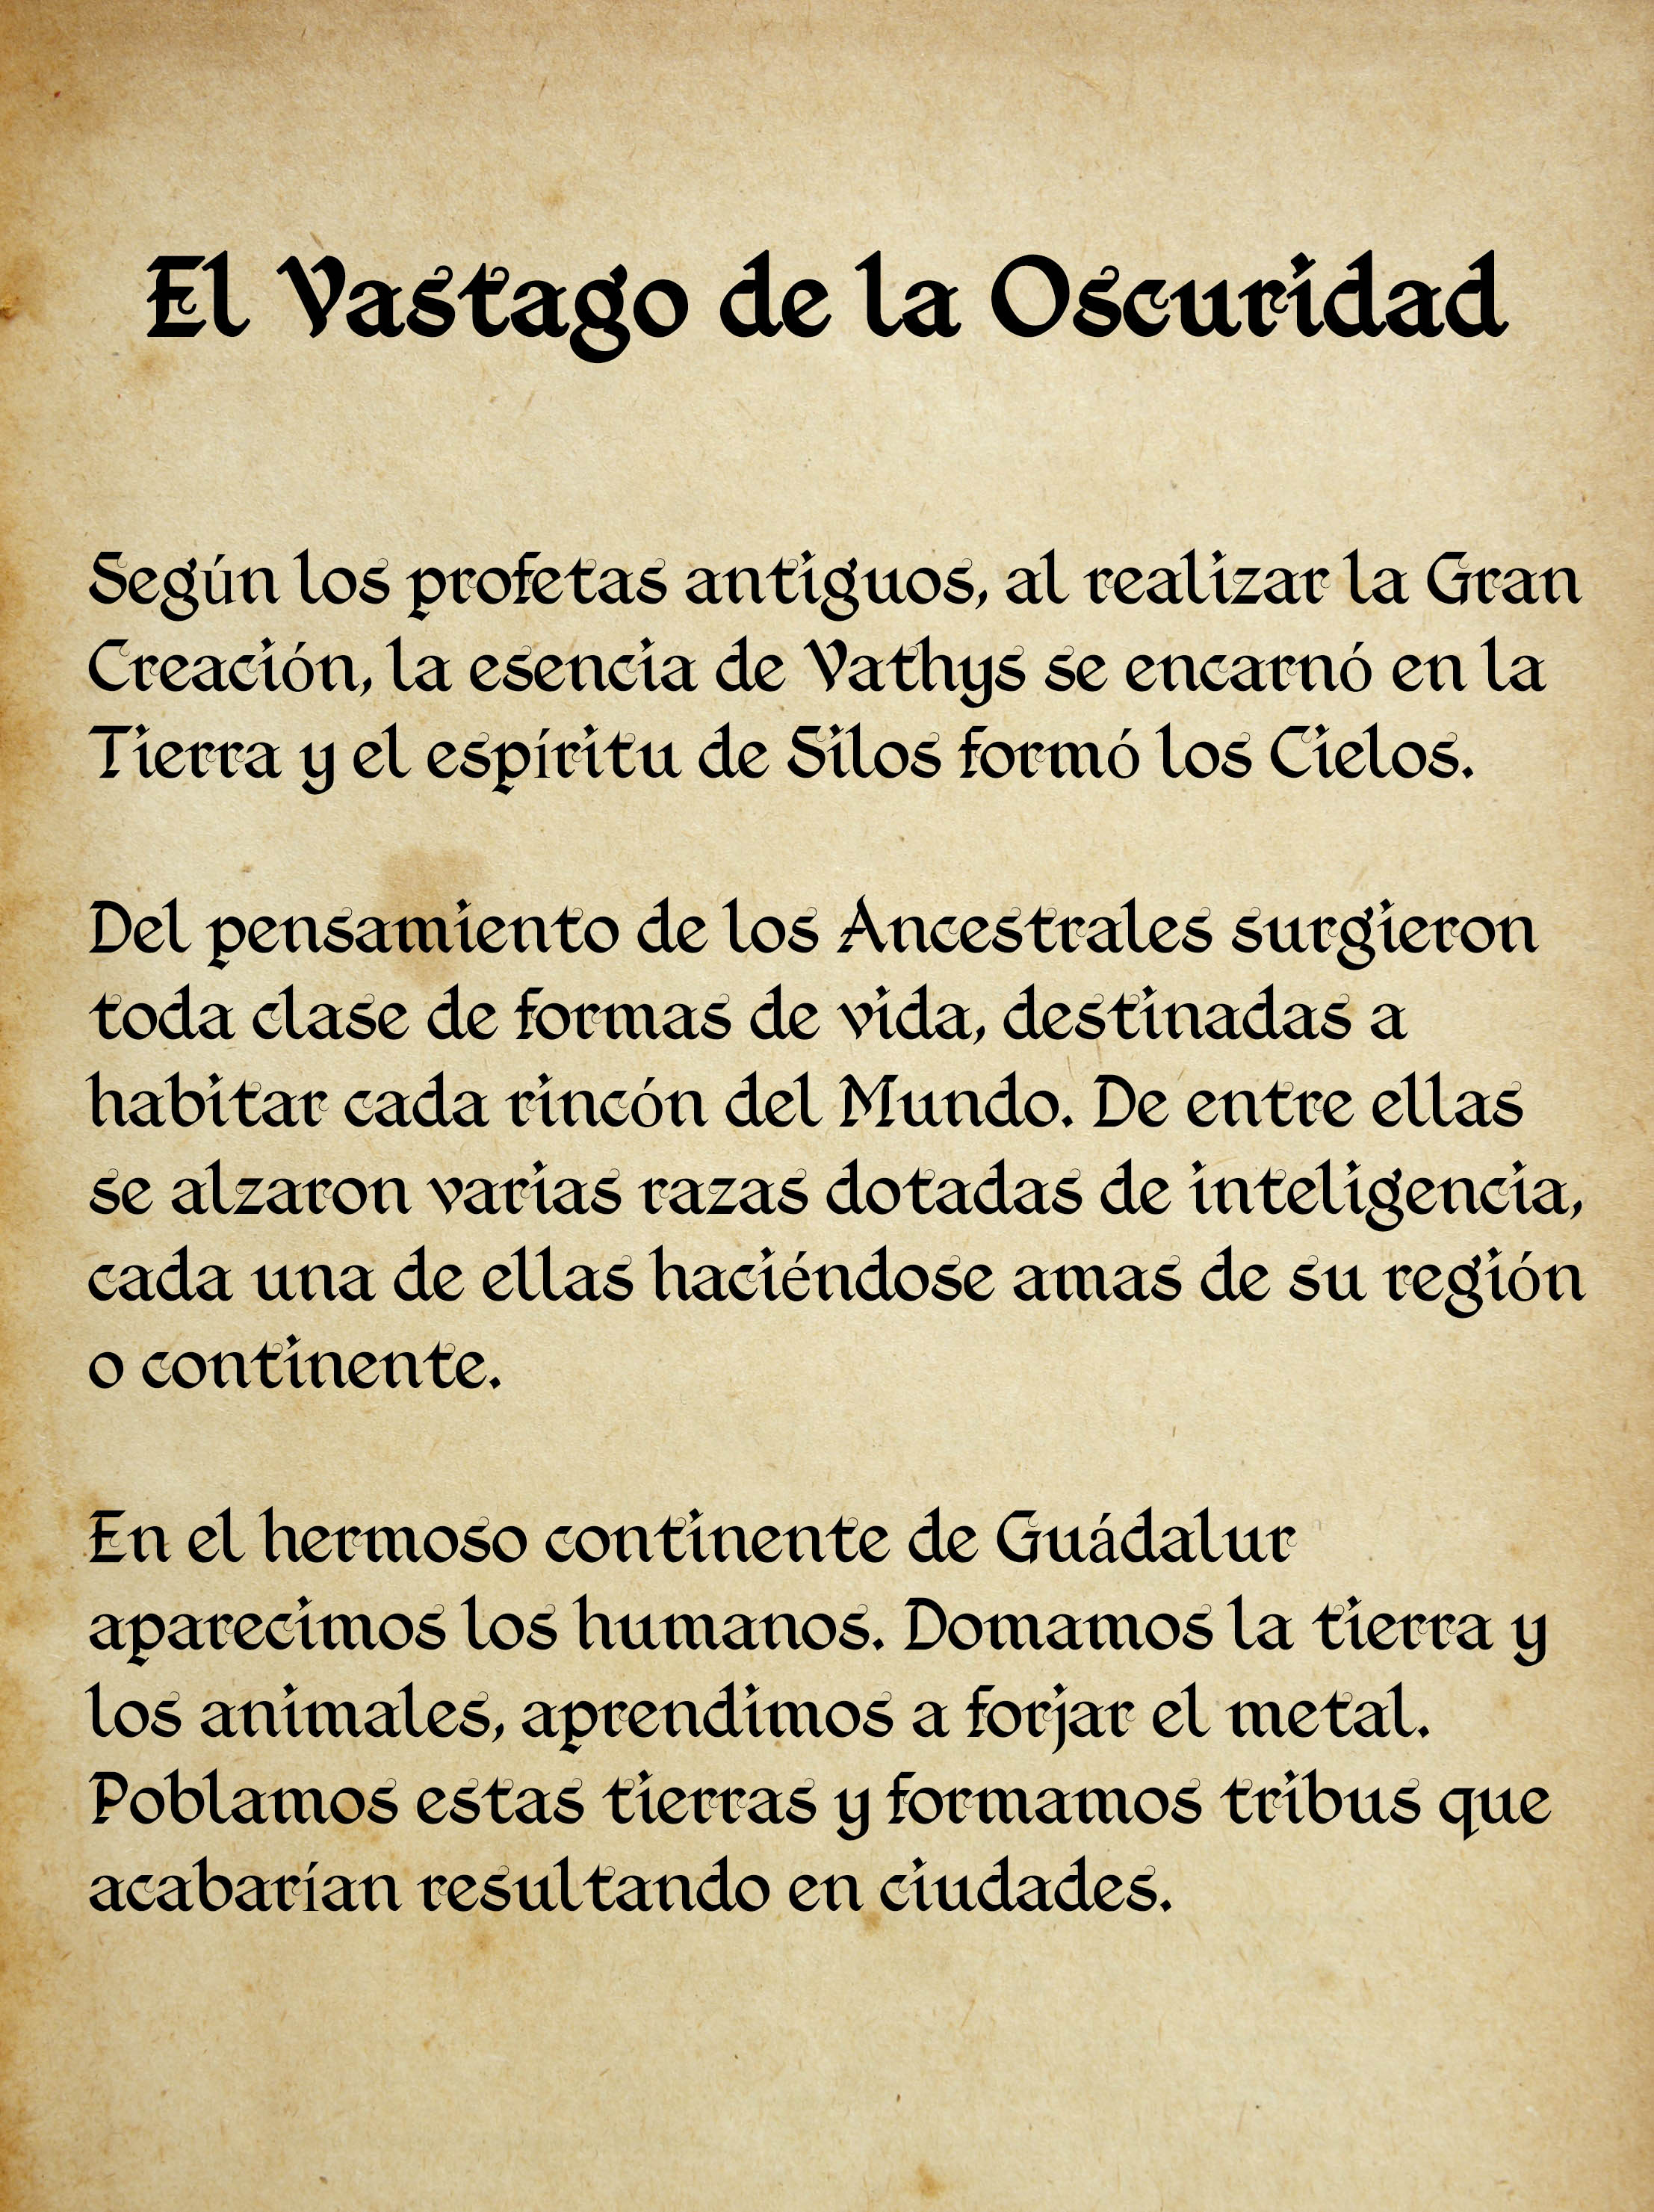 El Vastago de la Oscuridad
Según los profetas antiguos, al realizar la Gran
Creación, la esencia de Vathys se encarnó en la
Tierra y el espíritu de Silos formó los Cielos.
Del pensamiento de los Ancestrales surgieron
toda clase de formas de vida, destinadas a
habitar cada rincón del Mundo. De entre ellas
se alzaron varias razas dotadas de inteligencia,
cada una de ellas haciéndose amas de su región
o continente.
En el hermoso continente de Guádalur
aparecimos los humanos. Domamos la tierra y
los animales, aprendimos a forjar el metal.
Poblamos estas tierras y formamos tribus que
acabarían resultando en ciudades.